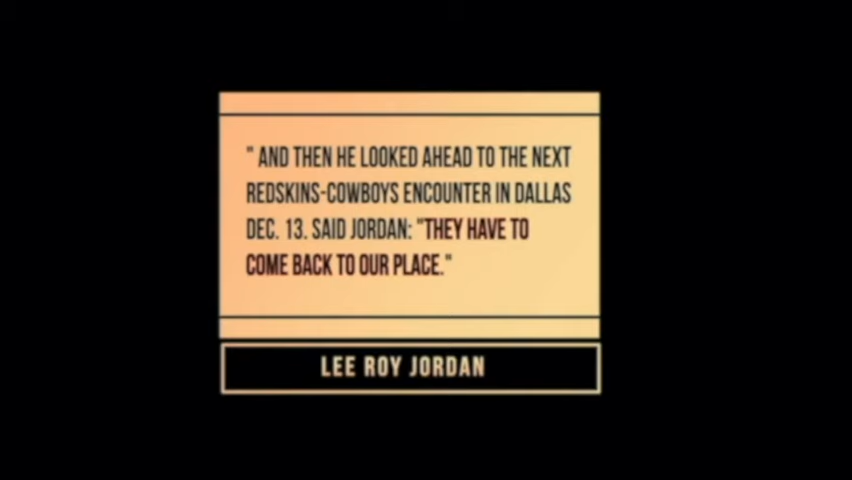 " AND THEN HE LOOKED AHEAD TO THE NEXT
REDSKINS-COWBOYS ENCOUNTER IN DALLAS
DEC. 13. SAID JORDAN: "THEY HAVE TO
COME BACK TO OUR PLACE."
LEE ROY JORDAN